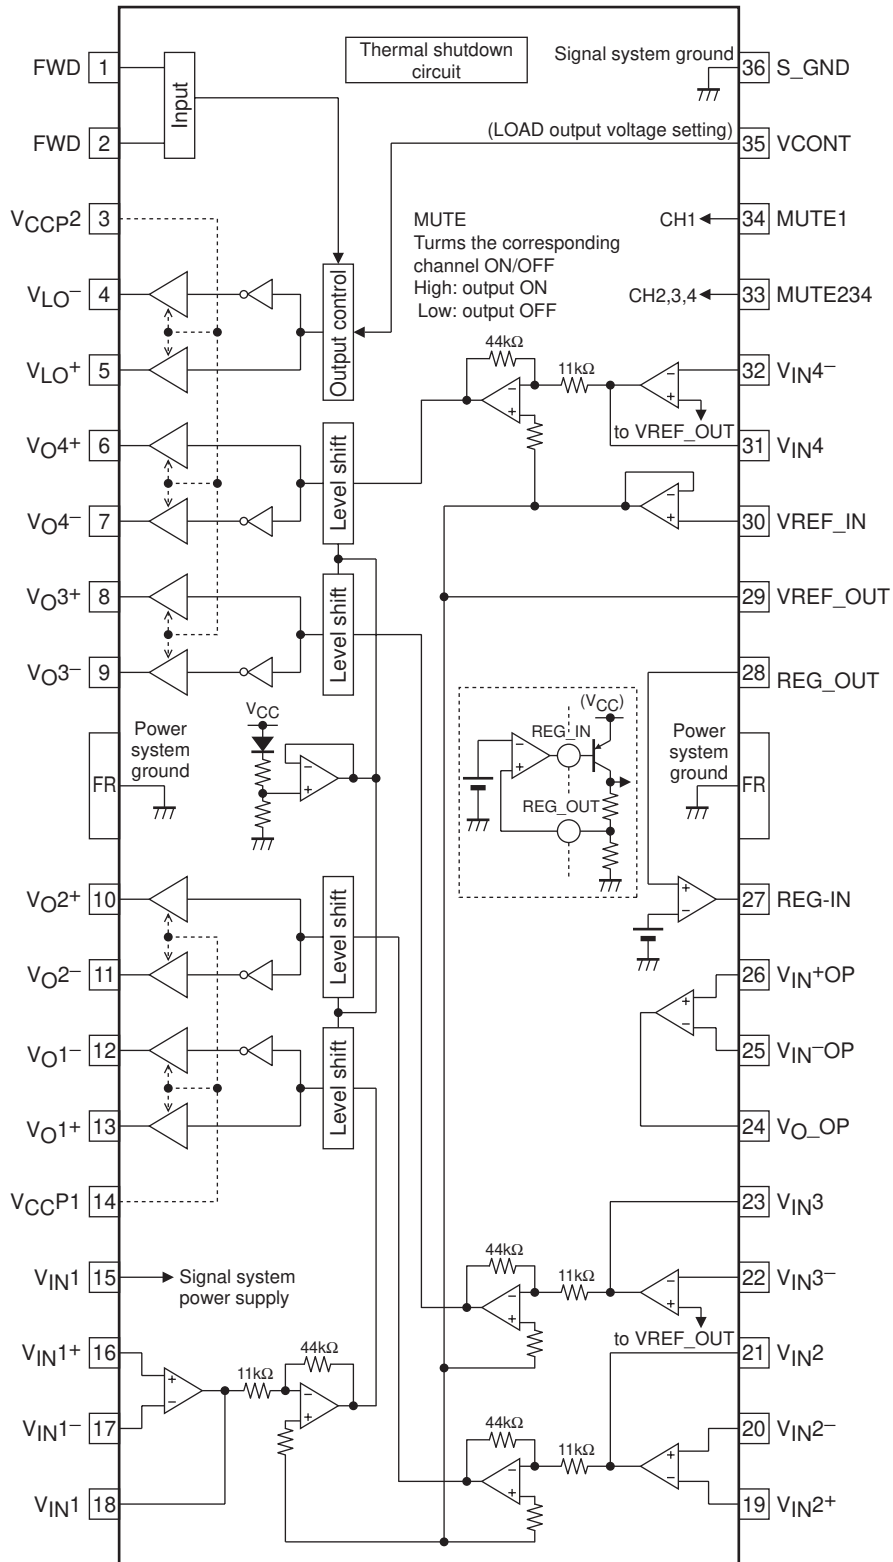 Thermal shutdown
circuit
Signal system ground
FWD 1
36 S_GND
Input
FWD 2
(LOAD output voltage setting)
35 VCONT
VCCP2 3
MUTE
Turms the corresponding
channel ON/OFF
High: output ON
Low: output OFF
CH1
34 MUTE1
VLO− 4
CH2,3,4
33 MUTE234
Output control
VLO+ 5
44kΩ
11kΩ
−
+
−
+
32 VIN4−
to VREF_OUT
VO4+ 6
31 VIN4
Level shift
VO4− 7
−
+
30 VREF_IN
VO3+ 8
29 VREF_OUT
Level shift
VO3− 9
28 REG_OUT
VCC
−
+
Power
system
ground
FR
(VCC)
REG_IN
−
+
REG_OUT
Power
system
ground
FR
VO2+ 10
+
−
27 REG-IN
Level shift
VO2− 11
26 VIN+OP
+
−
VO1− 12
25 VIN−OP
Level shift
VO1+ 13
24 VO_OP
VCCP1 14
23 VIN3
VIN1 15
Signal system
power supply
44kΩ
11kΩ
−
+
−
+
22 VIN3−
to VREF_OUT
VIN1+ 16
21 VIN2
+
−
11kΩ
44kΩ
−
+
VIN1− 17
44kΩ
11kΩ
−
+
+
−
20 VIN2−
VIN1 18
19 VIN2+